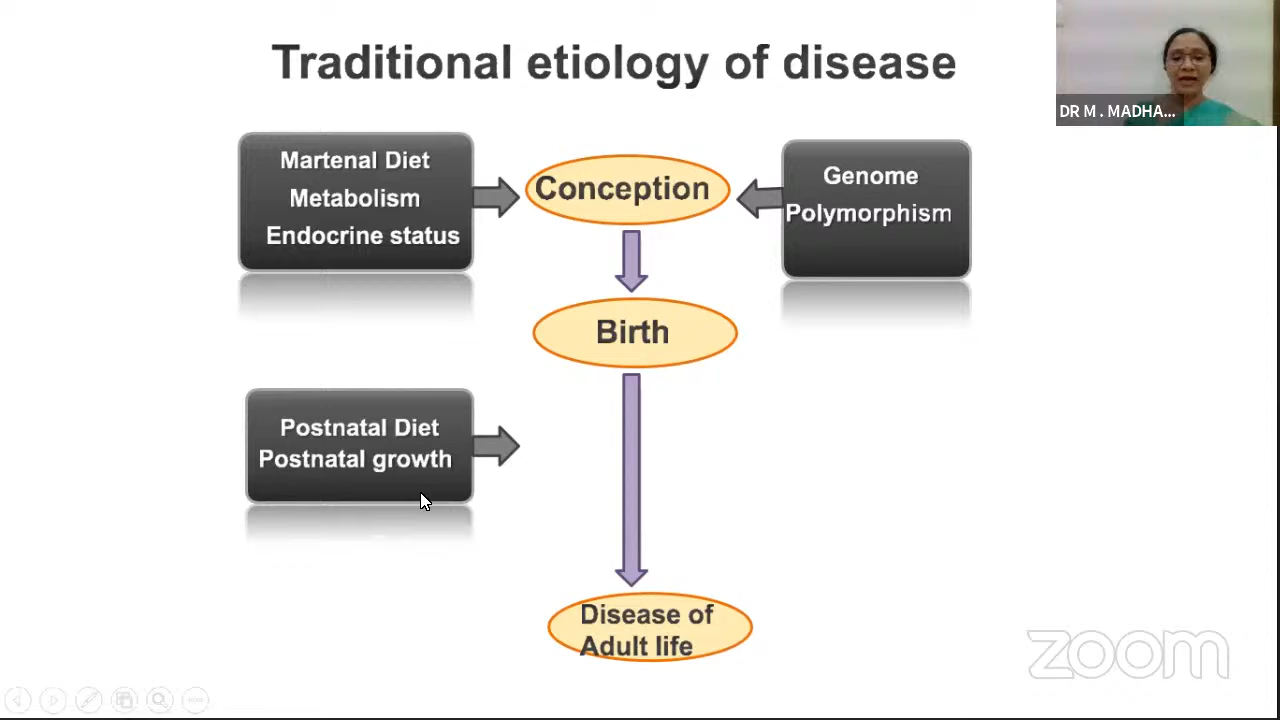 Traditional etiology of disease
DR M . MADHA...
Martenal Diet
Metabolism
Endocrine status
Conception
Genome
Polymorphism
Birth
Postnatal Diet
Postnatal growth
Disease of
Adult life
zoom